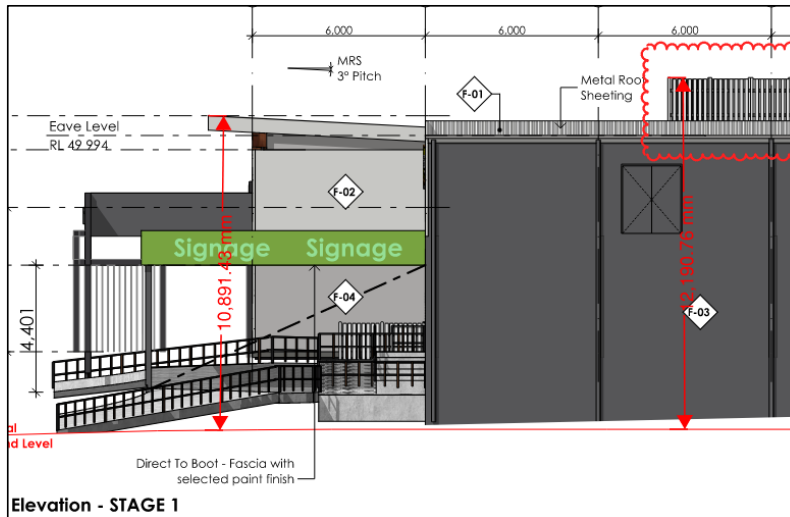 6,000
6,000
6,000
MRS
3° Pitch
F-01
Metal Roof
Sheeting
Eave Level
RL 49 994
F-02
Signage
Signage
10,891.43 mm
12,190.76 mm
F-04
F-03
4,401
nd Level
Direct To Boot - Fascia with
selected paint finish
Elevation - STAGE 1